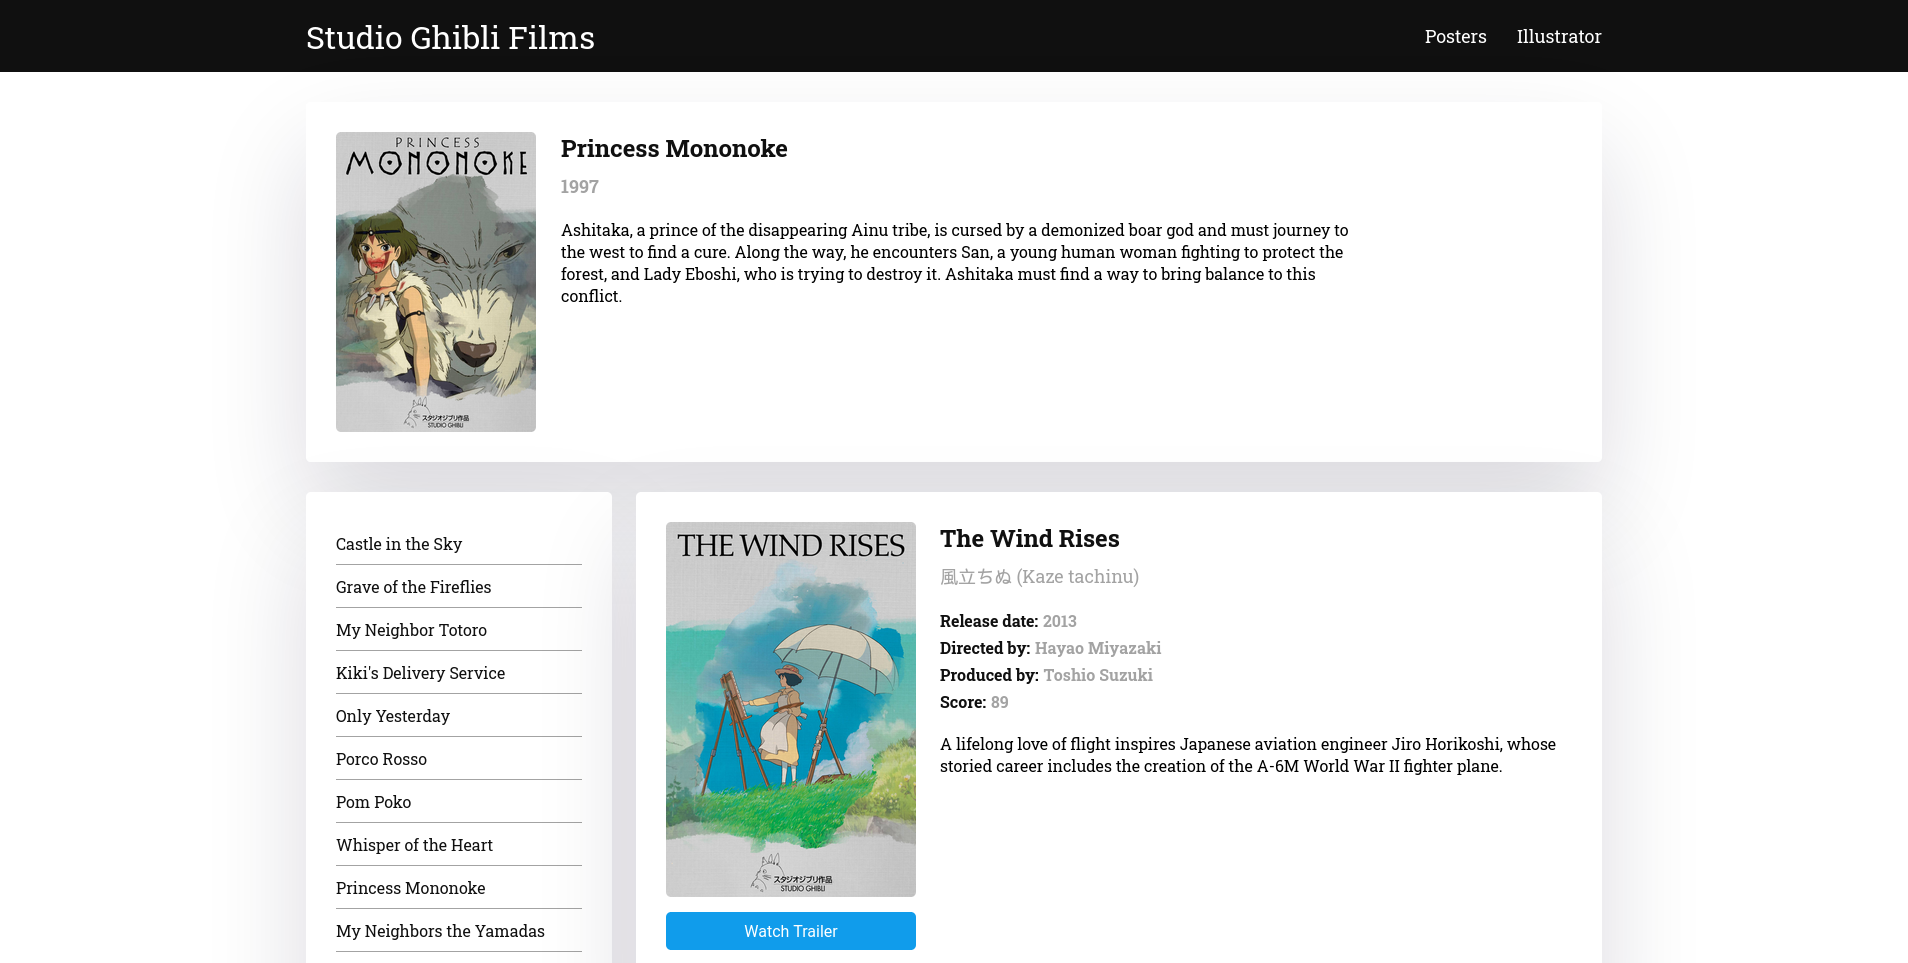 Studio Ghibli Films
Posters
Illustrator
PRINCESS
MONONOKE
スタジオジブリ作品
STUDIO GHIBLI
Princess Mononoke
1997
Ashitaka, a prince of the disappearing Ainu tribe, is cursed by a demonized boar god and must journey to
the west to find a cure. Along the way, he encounters San, a young human woman fighting to protect the
forest, and Lady Eboshi, who is trying to destroy it. Ashitaka must find a way to bring balance to this
conflict.
Castle in the Sky
Grave of the Fireflies
My Neighbor Totoro
Kiki's Delivery Service
Only Yesterday
Porco Rosso
Pom Poko
Whisper of the Heart
Princess Mononoke
My Neighbors the Yamadas
THE WIND RISES
スタジオジブリ作品
STUDIO GHIBLI
Watch Trailer
The Wind Rises
風立ちぬ (Kaze tachinu)
Release date: 2013
Directed by: Hayao Miyazaki
Produced by: Toshio Suzuki
Score: 89
A lifelong love of flight inspires Japanese aviation engineer Jiro Horikoshi, whose
storied career includes the creation of the A-6M World War II fighter plane.